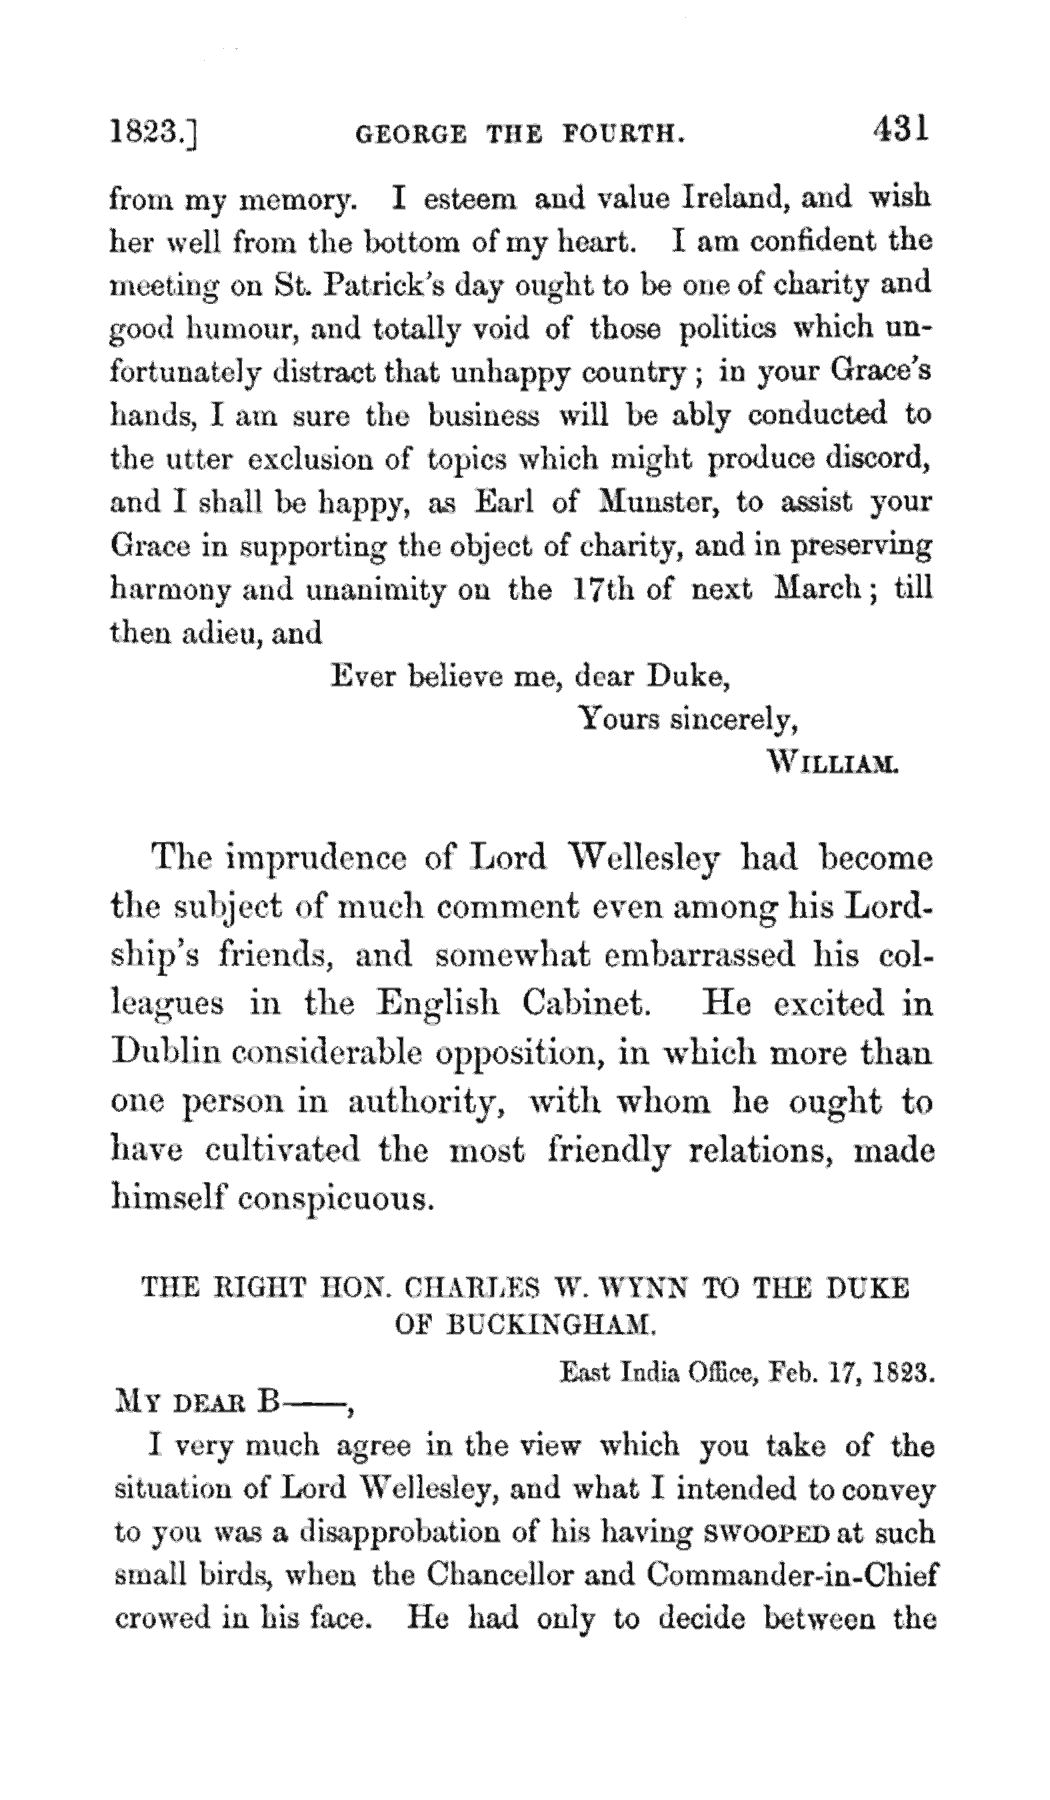 1823.] GEORGE THE FOURTH. 431
from my memory. I esteem and value Ireland, and wish
her well from the bottom of my heart. I am confident the
meeting on St. Patrick's day ought to be one of charity and
good humour, and totally void of those politics which un-
fortunately distract that unhappy country; in your Grace's
hands, I am sure the business will be ably conducted to
the utter exclusion of topics which might produce discord,
and I shall be happy, as Earl of Munster, to assist your
Grace in supporting the object of charity, and in preserving
harmony and unanimity on the 17th of next March; till
then adieu, and
Ever believe me, dear Duke,
Yours sincerely,
WILLIAM.
The imprudence of Lord Wellesley had become
the subject of much comment even among his Lord-
ship's friends, and somewhat embarrassed his col-
leagues in the English Cabinet. He excited in
Dublin considerable opposition, in which more than
one person in authority, with whom he ought to
have cultivated the most friendly relations, made
himself conspicuous.
THE RIGHT HON. CHARLES W. WYNN TO THE DUKE
OF BUCKINGHAM.
East India Office, Feb. 17, 1823.
MY DEAR B——,
I very much agree in the view which you take of the
situation of Lord Wellesley, and what I intended to convey
to you was a disapprobation of his having SWOOPED at such
small birds, when the Chancellor and Commander-in-Chief
crowed in his face. He had only to decide between the